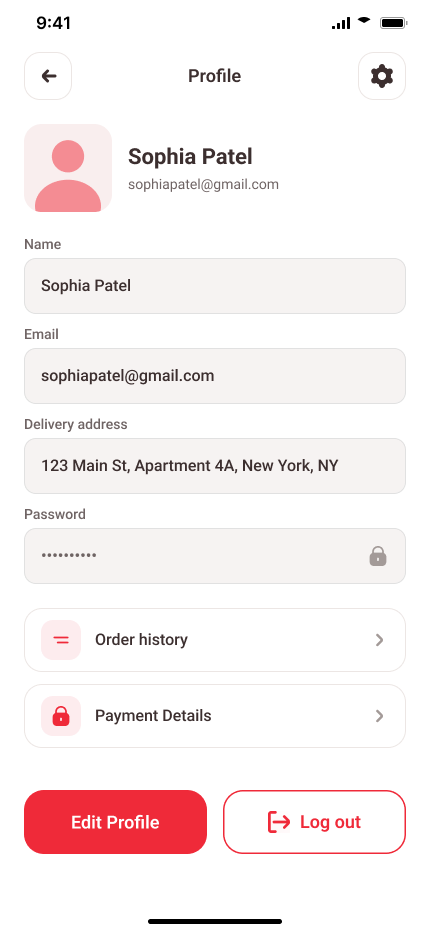 9:41
Profile
Sophia Patel
sophiapatel@gmail.com
Name
Sophia Patel
Email
sophiapatel@gmail.com
Delivery address
123 Main St, Apartment 4A, New York, NY
Password
••••••••••
Order history
Payment Details
Edit Profile
Log out